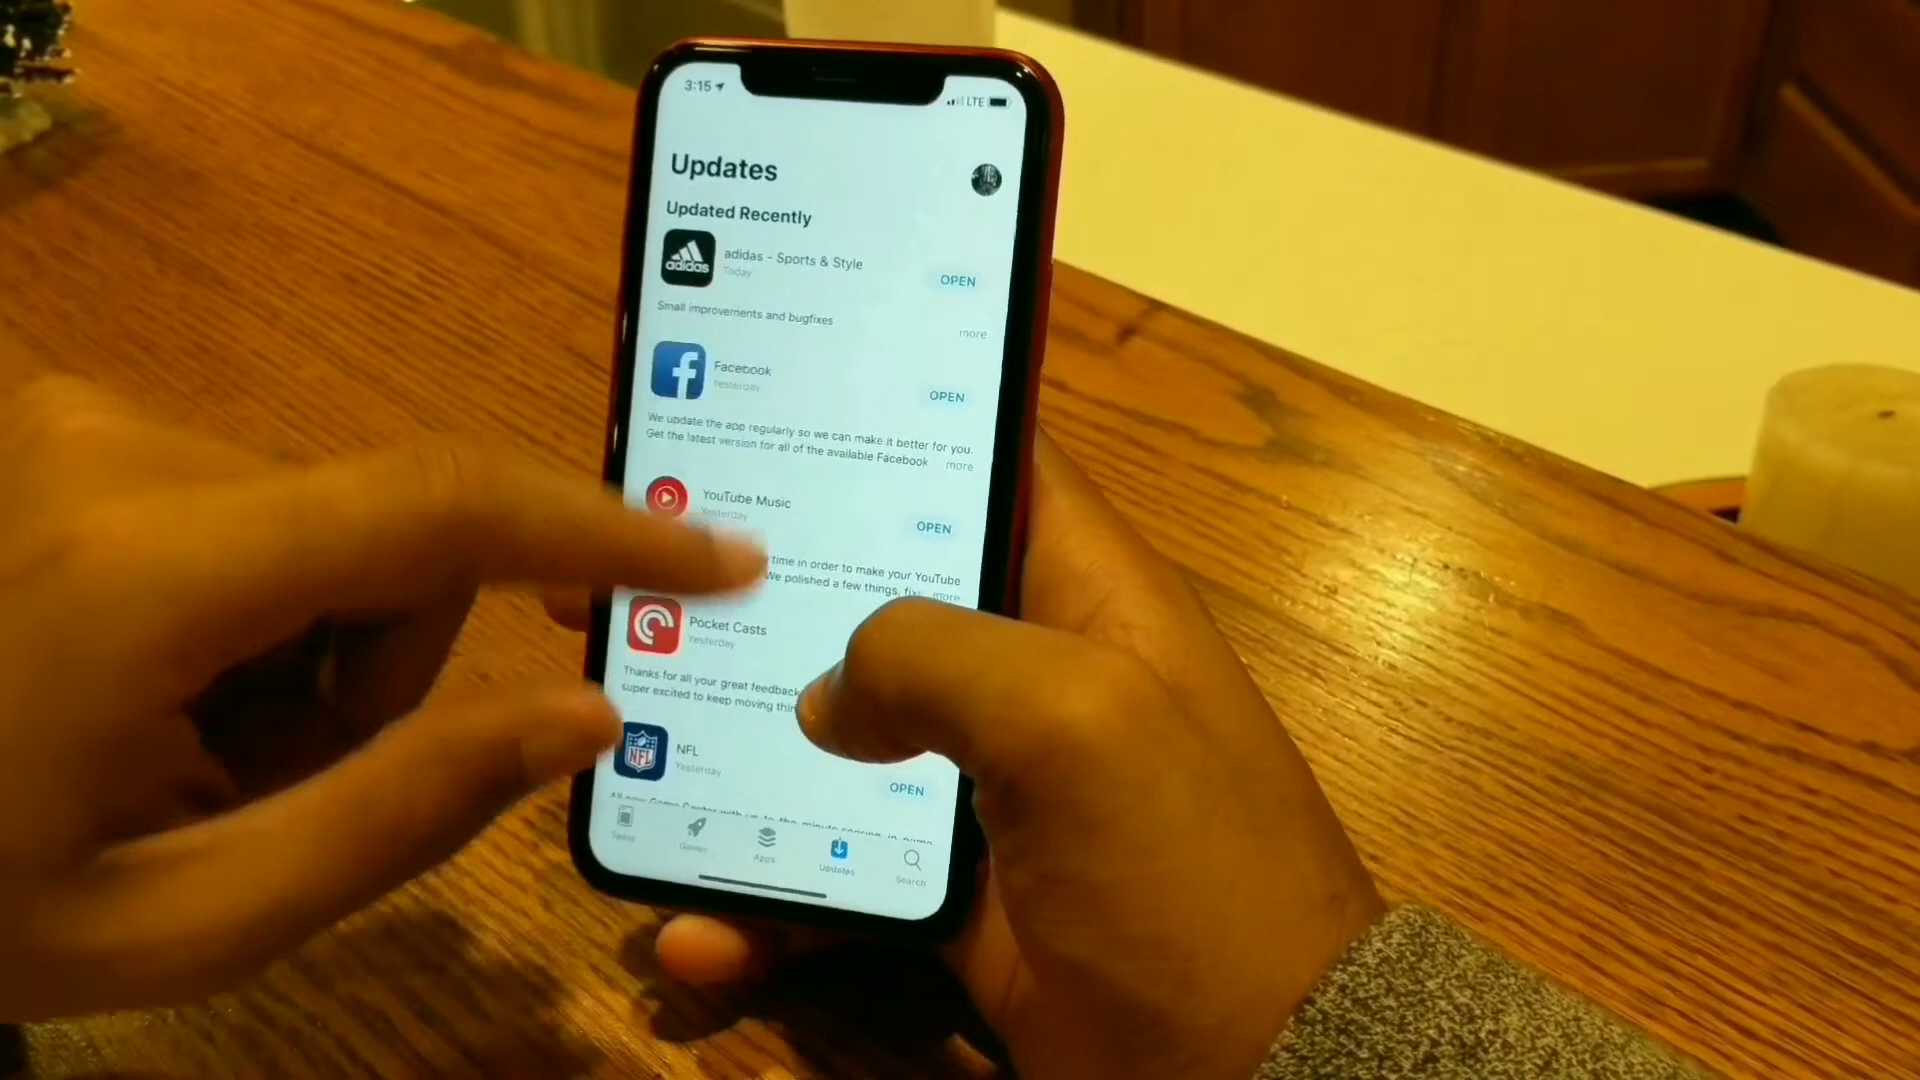 3:15
LTE
Updates
Updated Recently
adidas
adidas - Sports & Style
Today
OPEN
Small improvements and bugfixes
more
Facebook
Yesterday
OPEN
We update the app regularly so we can make it better for you.
Get the latest version for all of the available Facebook more
YouTube Music
Yesterday
OPEN
time in order to make your YouTube
We polished a few things, fix more
Pocket Casts
Yesterday
Thanks for all your great feedback
super excited to keep moving
NFL
NFL
Yesterday
OPEN
Today Games Apps Updates Search